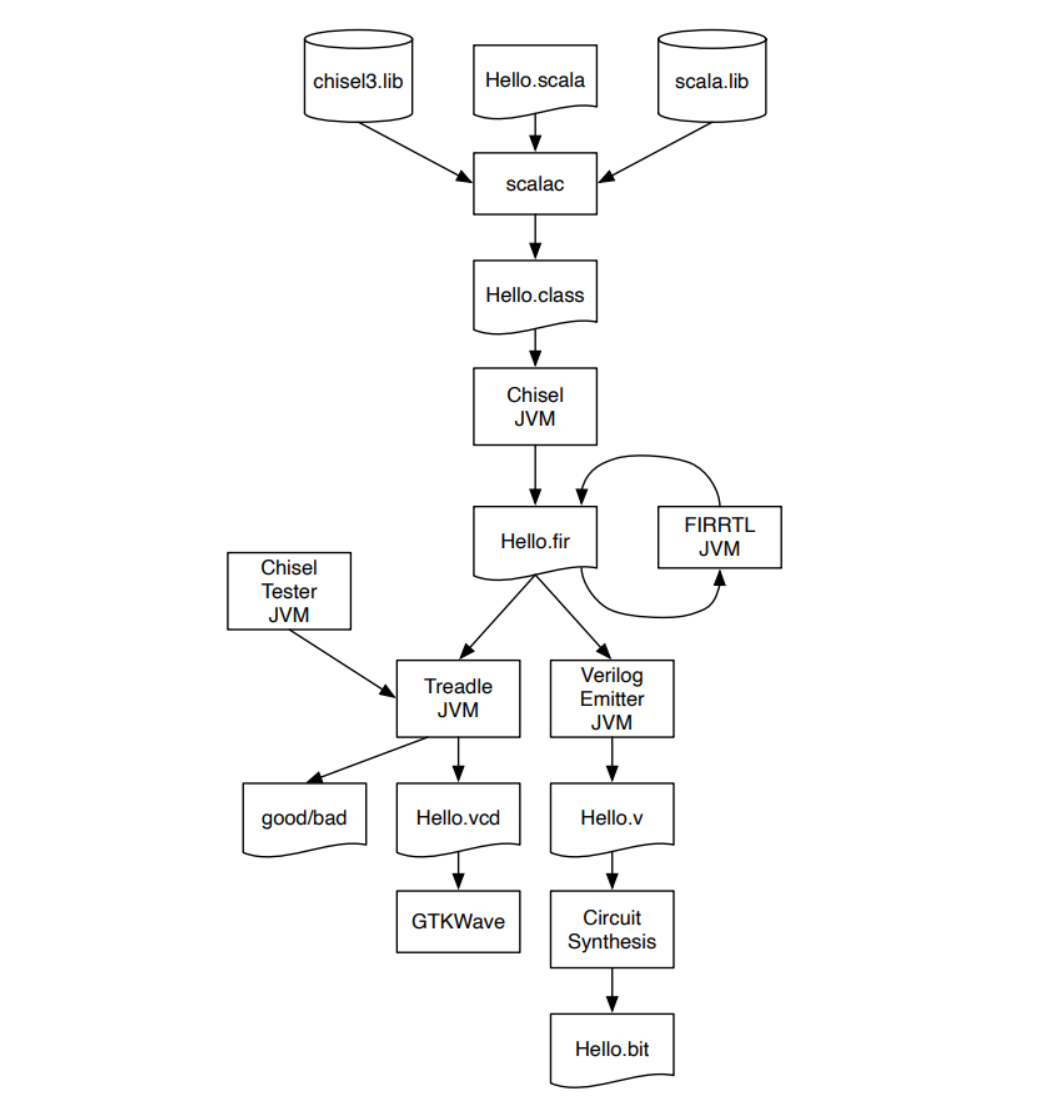 chisel3.lib
Hello.scala
scala.lib
scalac
Hello.class
Chisel
JVM
Hello.fir
FIRRTL
JVM
Chisel
Tester
JVM
Treadle
JVM
Verilog
Emitter
JVM
good/bad
Hello.vcd
Hello.v
GTKWave
Circuit
Synthesis
Hello.bit